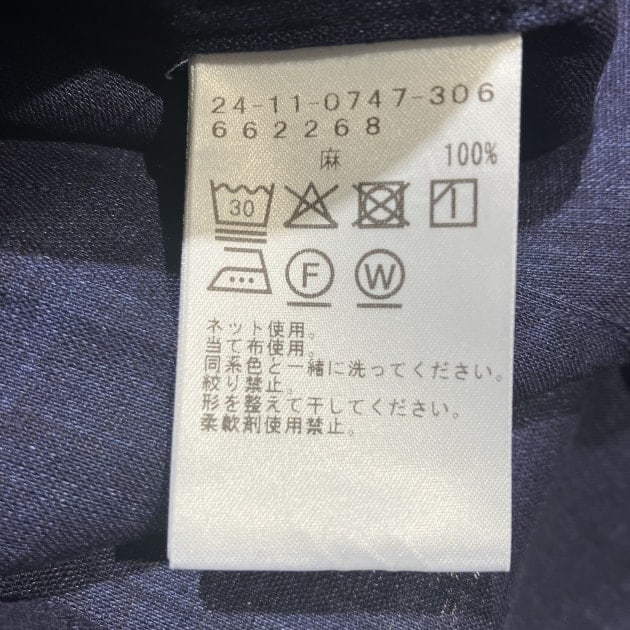 24-11-0747-306
662268
麻 100%
30
F W
ネット使用。
当て布使用。
同系色と一緒に洗ってください。
絞り禁止。
形を整えて干してください。
柔軟剤使用禁止。